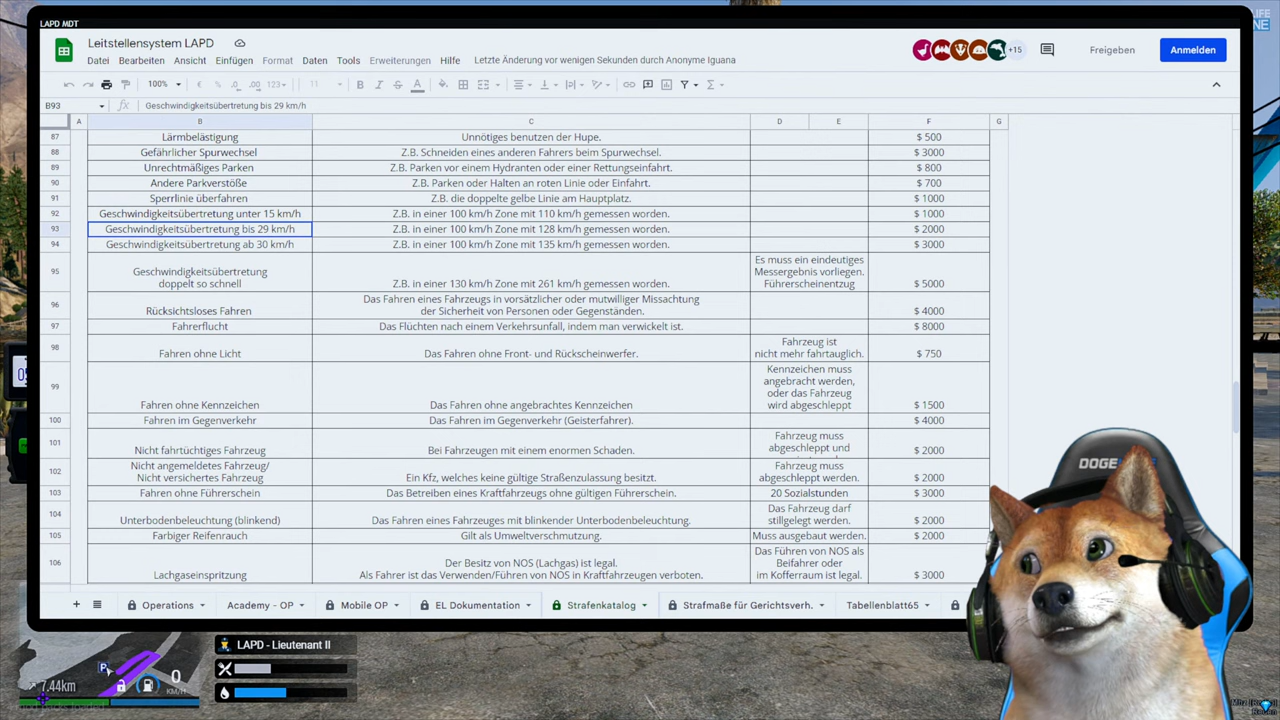 LAPD MDT
Leitstellensystem LAPD
+15
Freigeben
Anmelden
Datei Bearbeiten Ansicht Einfügen Format Daten Tools Erweiterungen Hilfe Letzte Änderung vor wenigen Sekunden durch Anonyme Iguana
100% € % .0 .00 123 11
B93 Geschwindigkeitsübertretung bis 29 km/h
A B C D E F G
87 Lärmbelästigung Unnötiges benutzen der Hupe. $ 500
88 Gefährlicher Spurwechsel Z.B. Schneiden eines anderen Fahrers beim Spurwechsel. $ 3000
89 Unrechtmäßiges Parken Z.B. Parken vor einem Hydranten oder einer Rettungseinfahrt. $ 800
90 Andere Parkverstöße Z.B. Parken oder Halten an roten Linie oder Einfahrt. $ 700
91 Sperrlinie überfahren Z.B. die doppelte gelbe Linie am Hauptplatz. $ 1000
92 Geschwindigkeitsübertretung unter 15 km/h Z.B. in einer 100 km/h Zone mit 110 km/h gemessen worden. $ 1000
93 Geschwindigkeitsübertretung bis 29 km/h Z.B. in einer 100 km/h Zone mit 128 km/h gemessen worden. $ 2000
94 Geschwindigkeitsübertretung ab 30 km/h Z.B. in einer 100 km/h Zone mit 135 km/h gemessen worden. $ 3000
Es muss ein eindeutiges
95 Geschwindigkeitsübertretung Messergebnis vorliegen.
doppelt so schnell Z.B. in einer 130 km/h Zone mit 261 km/h gemessen worden. Führerscheinentzug $ 5000
96 Das Fahren eines Fahrzeugs in vorsätzlicher oder mutwilliger Missachtung
Rücksichtsloses Fahren der Sicherheit von Personen oder Gegenständen. $ 4000
97 Fahrerflucht Das Flüchten nach einem Verkehrsunfall, indem man verwickelt ist. $ 8000
98 Fahrzeug ist
Fahren ohne Licht Das Fahren ohne Front- und Rückscheinwerfer. nicht mehr fahrtauglich. $ 750
Kennzeichen muss
99 angebracht werden,
oder das Fahrzeug
Fahren ohne Kennzeichen Das Fahren ohne angebrachtes Kennzeichen wird abgeschleppt $ 1500
100 Fahren im Gegenverkehr Das Fahren im Gegenverkehr (Geisterfahrer). $ 4000
101 Fahrzeug muss
Nicht fahrtüchtiges Fahrzeug Bei Fahrzeugen mit einem enormen Schaden. abgeschleppt und $ 2000
102 Nicht angemeldetes Fahrzeug/ Fahrzeug muss
Nicht versichertes Fahrzeug Ein Kfz, welches keine gültige Straßenzulassung besitzt. abgeschleppt werden. $ 2000
103 Fahren ohne Führerschein Das Betreiben eines Kraftfahrzeugs ohne gültigen Führerschein. 20 Sozialstunden $ 3000
104 Das Fahrzeug darf
Unterbodenbeleuchtung (blinkend) Das Fahren eines Fahrzeuges mit blinkender Unterbodenbeleuchtung. stillgelegt werden. $ 2000
105 Farbiger Reifenrauch Gilt als Umweltverschmutzung. Muss ausgebaut werden. $ 2000
Das Führen von NOS als
106 Der Besitz von NOS (Lachgas) ist legal. Beifahrer oder
Lachgaseinspritzung Als Fahrer ist das Verwenden/Führen von NOS in Kraftfahrzeugen verboten. im Kofferraum ist legal. $ 3000
Operations Academy - OP Mobile OP EL Dokumentation Strafenkatalog Strafmaße für Gerichtsverh. Tabellenblatt65
DOGE
LAPD - Lieutenant II
P
7.44km
0
KM/H